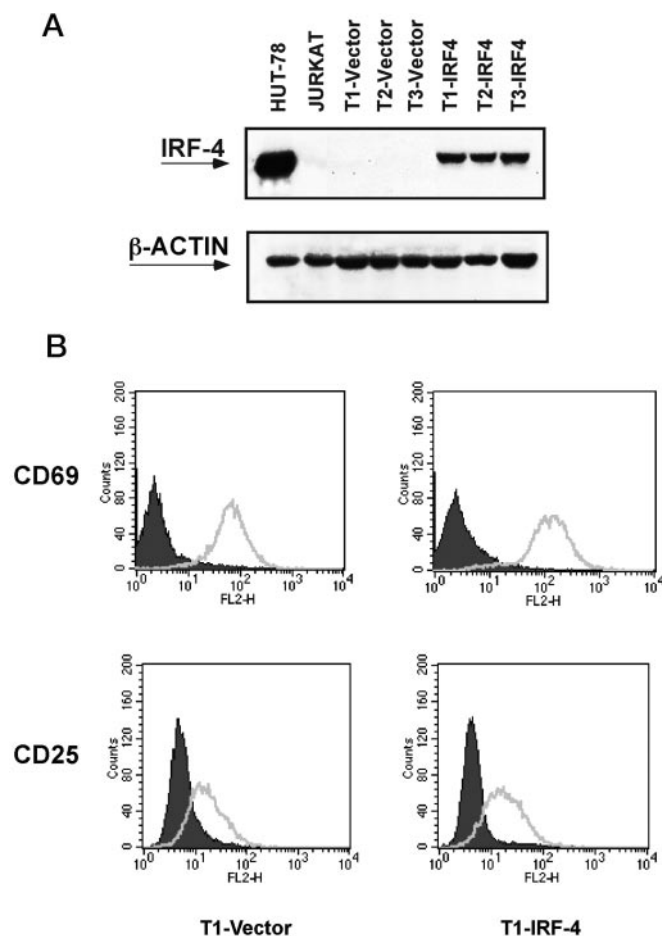 A
HUT-78
JURKAT
T1-Vector
T2-Vector
T3-Vector
T1-IRF4
T2-IRF4
T3-IRF4
IRF-4
β-ACTIN
B
CD69
200
160
120
80
40
0
Counts
10⁰ 10¹ 10² 10³ 10⁴
FL2-H
200
160
120
80
40
0
Counts
10⁰ 10¹ 10² 10³ 10⁴
FL2-H
CD25
200
160
120
80
40
0
Counts
10⁰ 10¹ 10² 10³ 10⁴
FL2-H
200
160
120
80
40
0
Counts
10⁰ 10¹ 10² 10³ 10⁴
FL2-H
T1-Vector
T1-IRF-4